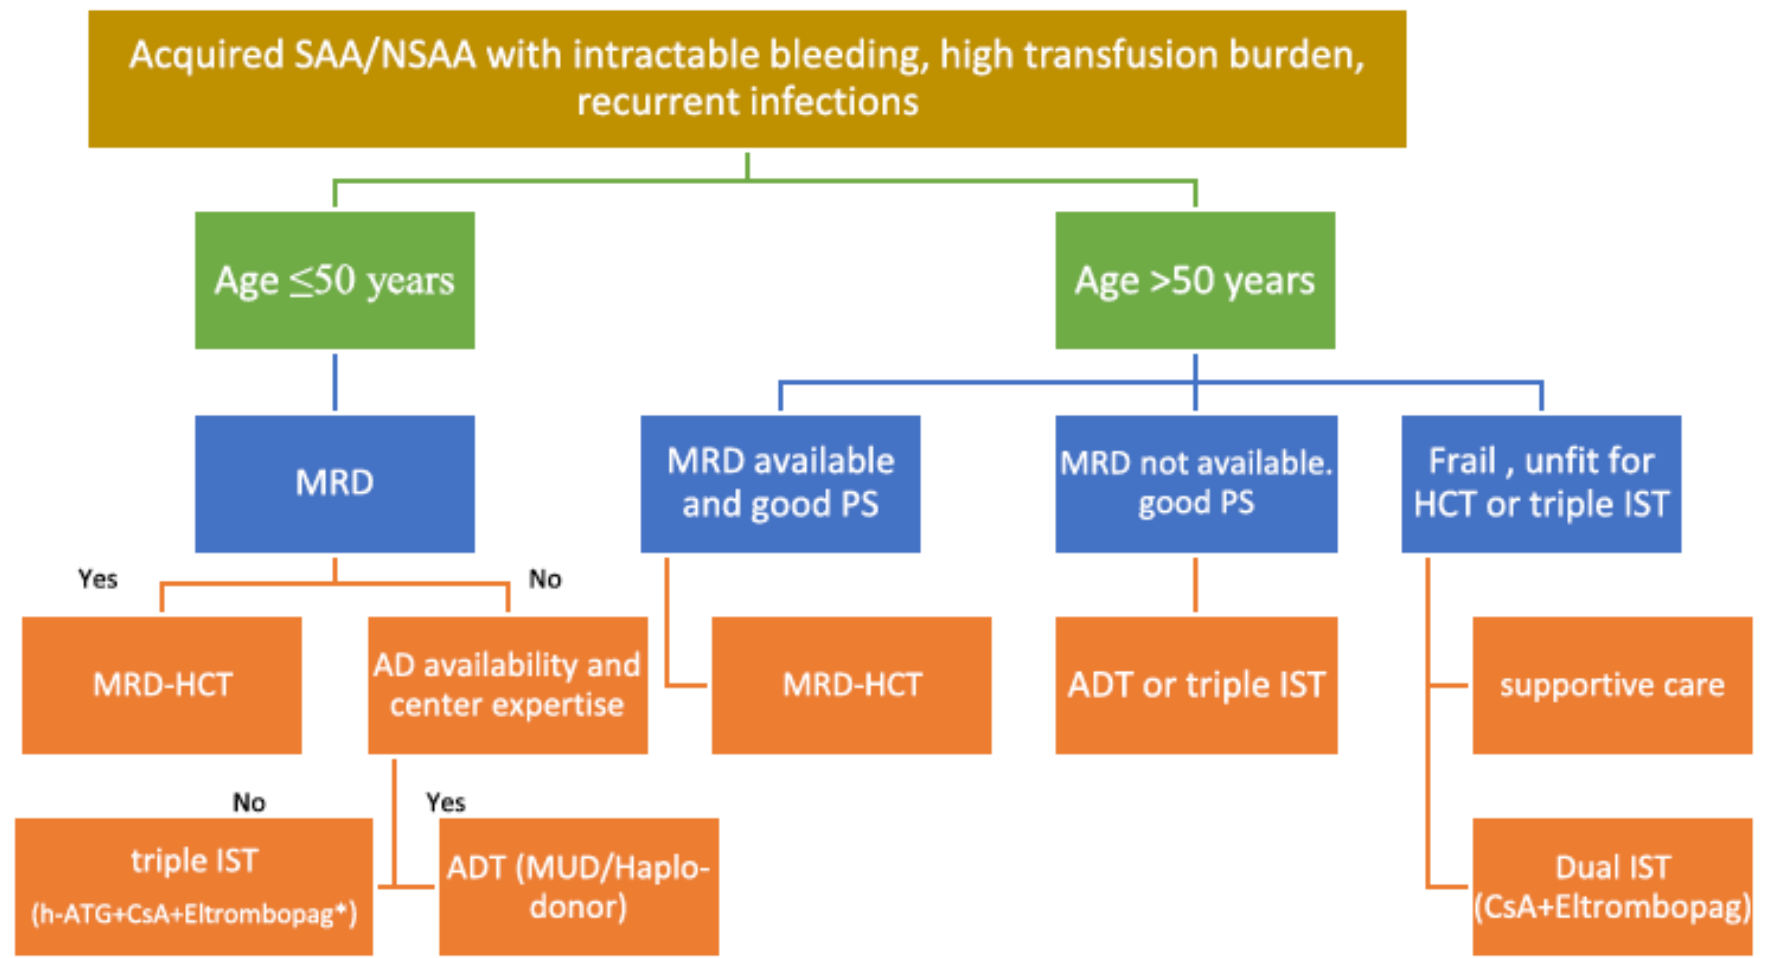 Acquired SAA/NSAA with intractable bleeding, high transfusion burden,
recurrent infections
Age ≤50 years
Age >50 years
MRD
MRD available
and good PS
MRD not available.
good PS
Frail , unfit for
HCT or triple IST
Yes
No
MRD-HCT
AD availability and
center expertise
MRD-HCT
ADT or triple IST
supportive care
No
Yes
triple IST
(h-ATG+CsA+Eltrombopag*)
ADT (MUD/Haplo-
donor)
Dual IST
(CsA+Eltrombopag)